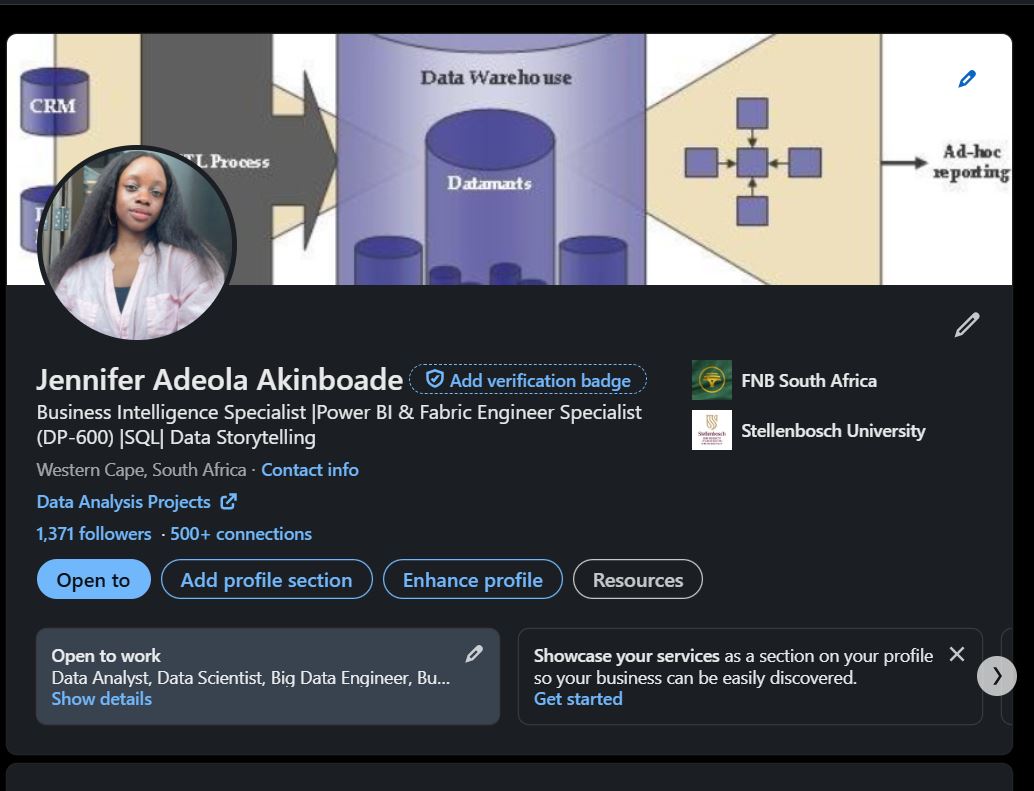 Data Warehouse
CRM
TL Process
Datamarts
Ad-hoc
reporting
Jennifer Adeola Akinboade
Add verification badge
Business Intelligence Specialist |Power BI & Fabric Engineer Specialist
(DP-600) |SQL| Data Storytelling
Western Cape, South Africa · Contact info
Data Analysis Projects
1,371 followers · 500+ connections
FNB South Africa
Stellenbosch University
Open to
Add profile section
Enhance profile
Resources
Open to work
Data Analyst, Data Scientist, Big Data Engineer, Bu...
Show details
Showcase your services as a section on your profile
so your business can be easily discovered.
Get started